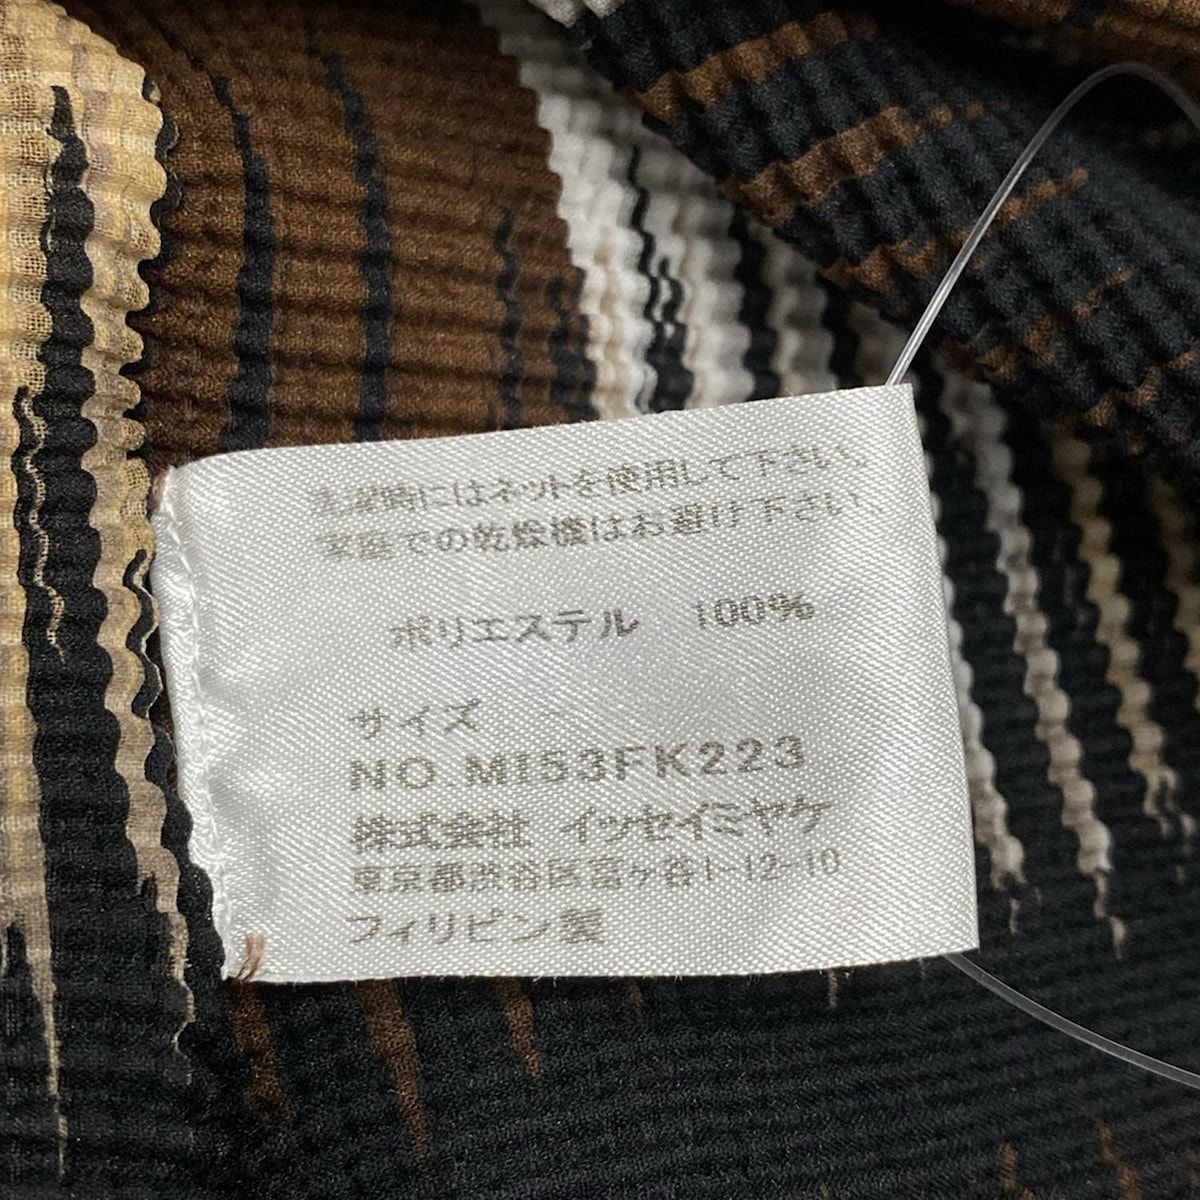 洗濯時にはネットを使用して下さい。
家庭での乾燥機はお避け下さい。
ポリエステル 100%
サイズ
NO MI53FK223
株式会社 イッセイミヤケ
東京都渋谷区富ヶ谷1-12-10
フィリピン製